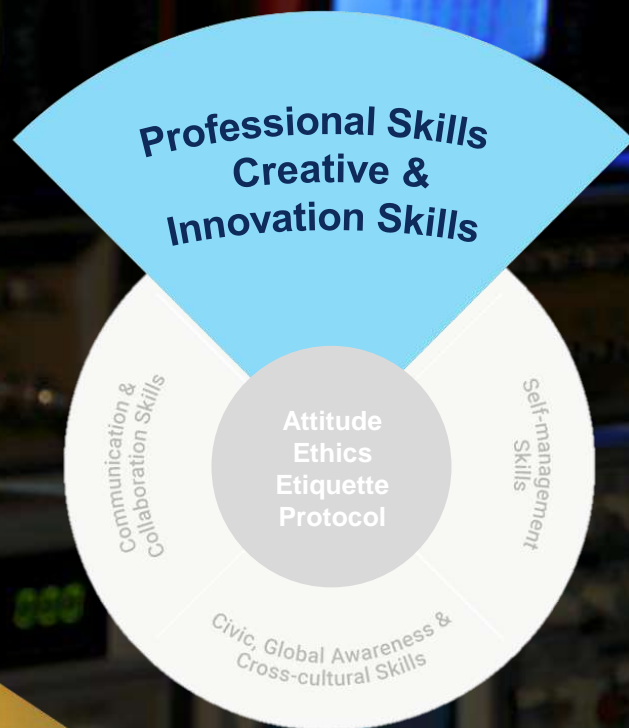 Professional Skills
Creative &
Innovation Skills
Communication &
Collaboration Skills
Attitude
Ethics
Etiquette
Protocol
Self-management
Skills
Civic, Global Awareness &
Cross-cultural Skills
000